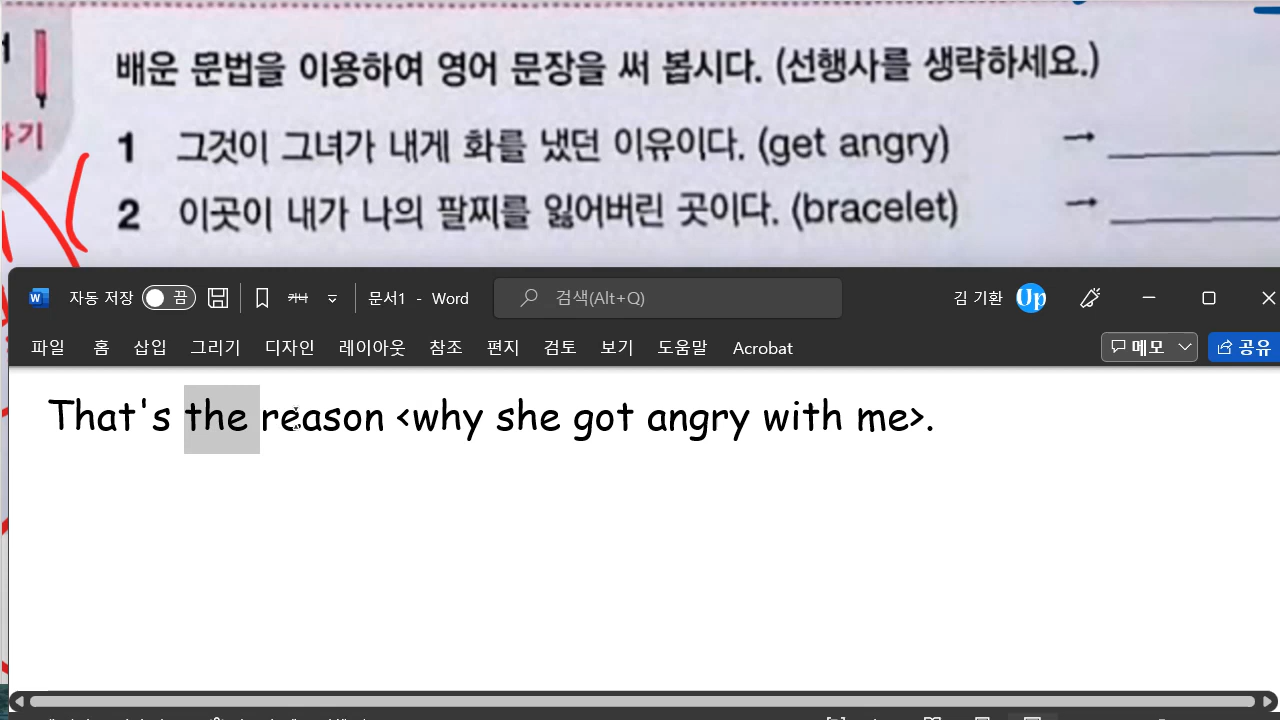 배운 문법을 이용하여 영어 문장을 써 봅시다. (선행사를 생략하세요.)
기
1 그것이 그녀가 내게 화를 냈던 이유이다. (get angry) →
2 이곳이 내가 나의 팔찌를 잃어버린 곳이다. (bracelet) →
자동 저장 끔 가나 문서1 - Word 검색(Alt+Q) 김 기환 Up
파일 홈 삽입 그리기 디자인 레이아웃 참조 편지 검토 보기 도움말 Acrobat 메모 공유
That's the reason <why she got angry with me>.